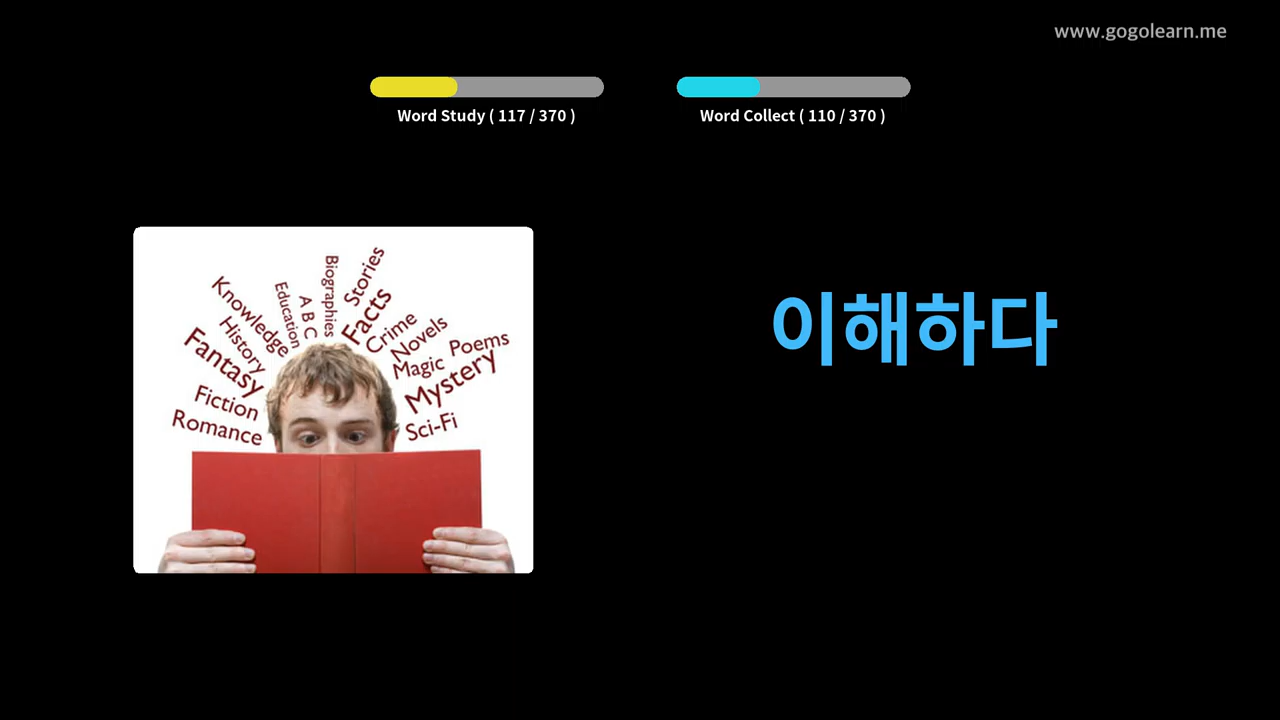 www.gogolearn.me
Word Study ( 117 / 370 )
Word Collect ( 110 / 370 )
이해하다
Romance
Fiction
Fantasy
History
Knowledge
Education
A B C
Biographies
Stories
Facts
Crime
Novels
Magic
Poems
Mystery
Sci-Fi